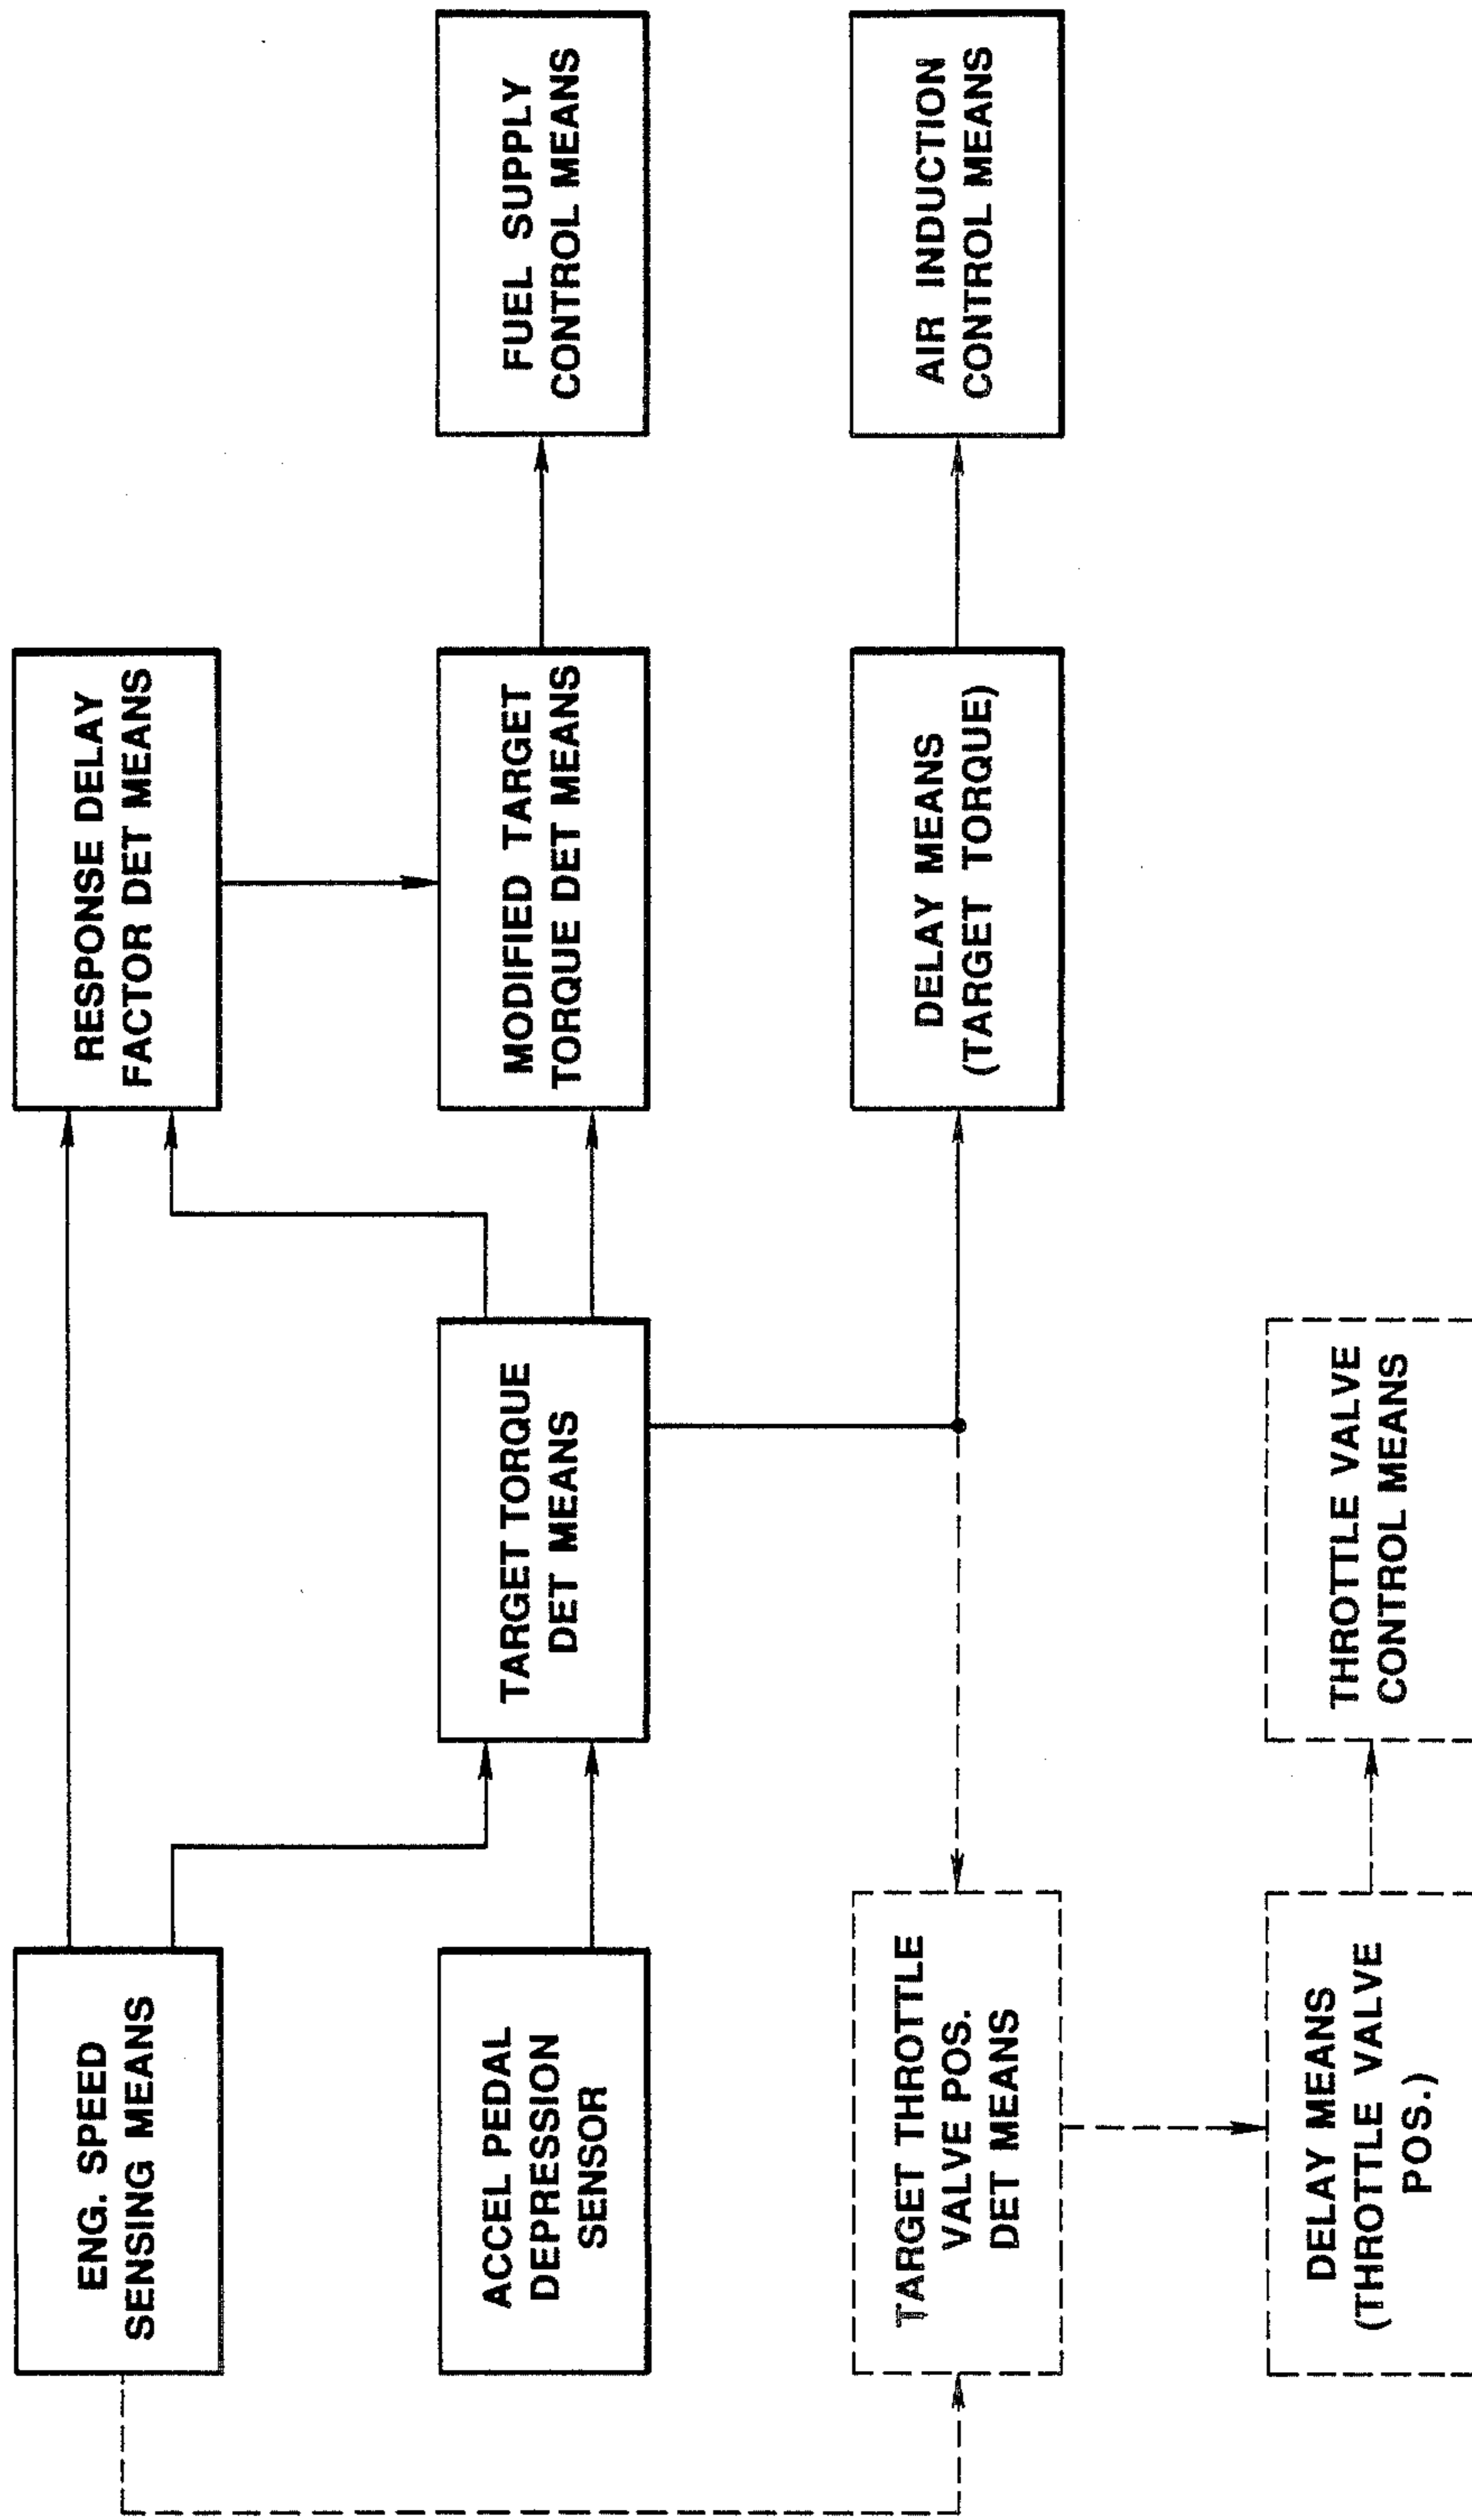 ENG. SPEED
SENSING MEANS
RESPONSE DELAY
FACTOR DET MEANS
ACCEL PEDAL
DEPRESSION
SENSOR
TARGET TORQUE
DET MEANS
MODIFIED TARGET
TORQUE DET MEANS
FUEL SUPPLY
CONTROL MEANS
TARGET THROTTLE
VALVE POS.
DET MEANS
DELAY MEANS
(TARGET TORQUE)
AIR INDUCTION
CONTROL MEANS
DELAY MEANS
(THROTTLE VALVE
POS.)
THROTTLE VALVE
CONTROL MEANS